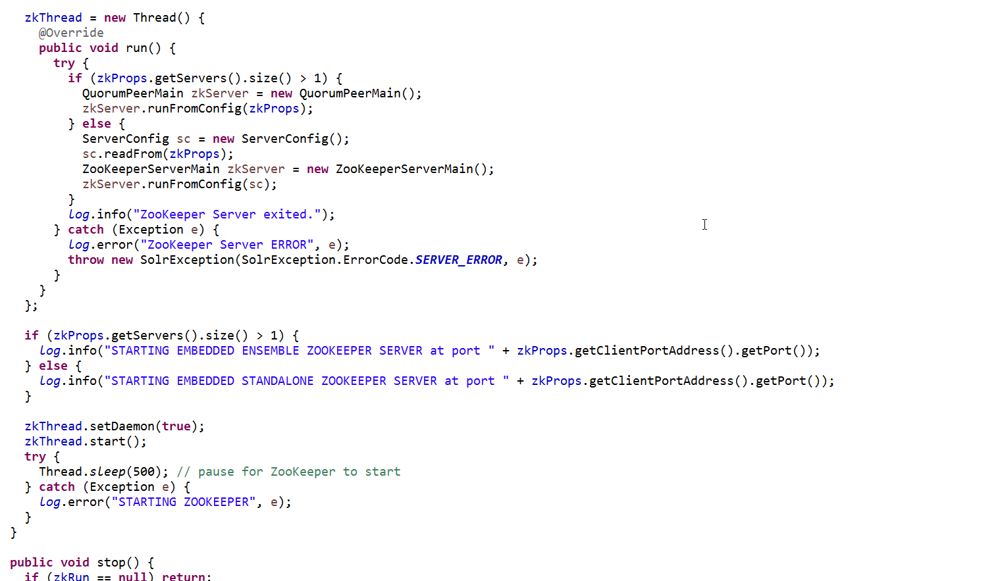 zkThread = new Thread() {
@Override
public void run() {
try {
if (zkProps.getServers().size() > 1) {
QuorumPeerMain zkServer = new QuorumPeerMain();
zkServer.runFromConfig(zkProps);
} else {
ServerConfig sc = new ServerConfig();
sc.readFrom(zkProps);
ZooKeeperServerMain zkServer = new ZooKeeperServerMain();
zkServer.runFromConfig(sc);
}
log.info("ZooKeeper Server exited.");
} catch (Exception e) {
log.error("ZooKeeper Server ERROR", e);
throw new SolrException(SolrException.ErrorCode.SERVER_ERROR, e);
}
}
};
if (zkProps.getServers().size() > 1) {
log.info("STARTING EMBEDDED ENSEMBLE ZOOKEEPER SERVER at port " + zkProps.getClientPortAddress().getPort());
} else {
log.info("STARTING EMBEDDED STANDALONE ZOOKEEPER SERVER at port " + zkProps.getClientPortAddress().getPort());
}
zkThread.setDaemon(true);
zkThread.start();
try {
Thread.sleep(500); // pause for ZooKeeper to start
} catch (Exception e) {
log.error("STARTING ZOOKEEPER", e);
}
}
public void stop() {
if (zkRun == null) return;